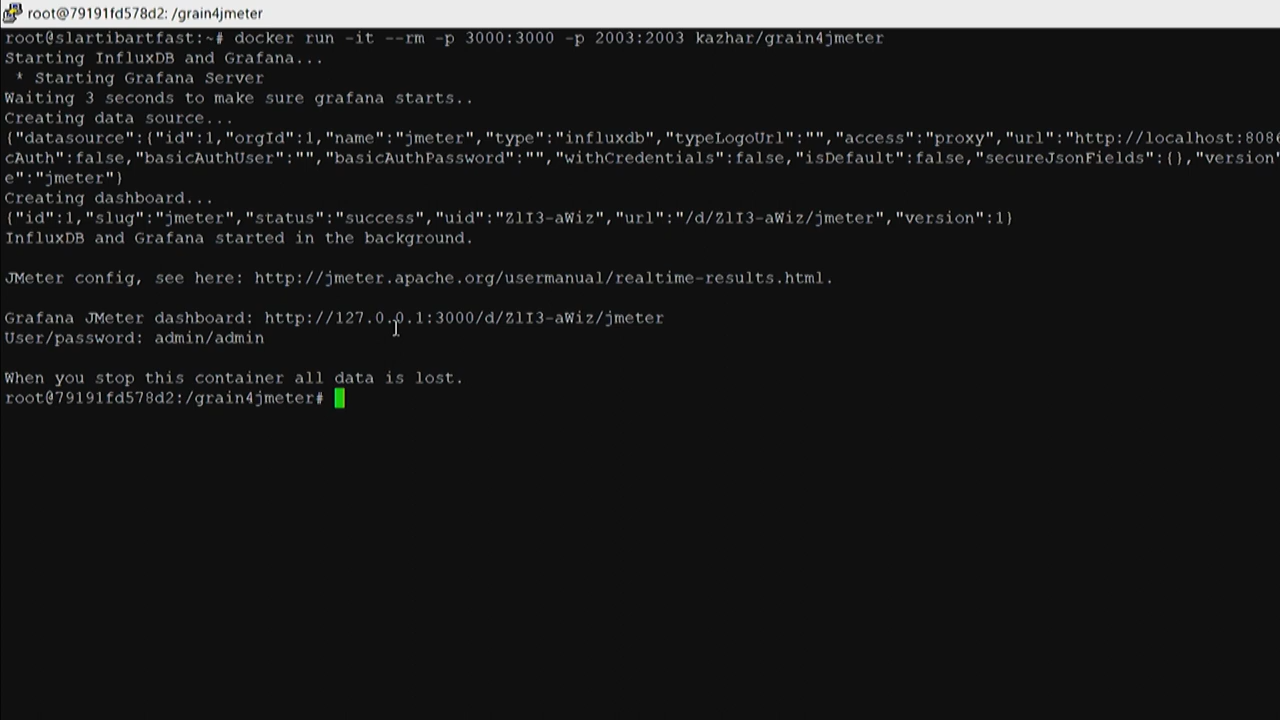 root@79191fd578d2: /grain4jmeter
root@slartibartfast:~# docker run -it --rm -p 3000:3000 -p 2003:2003 kazhar/grain4jmeter
Starting InfluxDB and Grafana...
 * Starting Grafana Server
Waiting 3 seconds to make sure grafana starts..
Creating data source...
{"datasource":{"id":1,"orgId":1,"name":"jmeter","type":"influxdb","typeLogoUrl":"","access":"proxy","url":"http://localhost:8086
cAuth":false,"basicAuthUser":"","basicAuthPassword":"","withCredentials":false,"isDefault":false,"secureJsonFields":{},"version"
e":"jmeter"}
Creating dashboard...
{"id":1,"slug":"jmeter","status":"success","uid":"ZlI3-aWiz","url":"/d/ZlI3-aWiz/jmeter","version":1}
InfluxDB and Grafana started in the background.
JMeter config, see here: http://jmeter.apache.org/usermanual/realtime-results.html.
Grafana JMeter dashboard: http://127.0.0.1:3000/d/ZlI3-aWiz/jmeter
User/password: admin/admin
When you stop this container all data is lost.
root@79191fd578d2:/grain4jmeter#